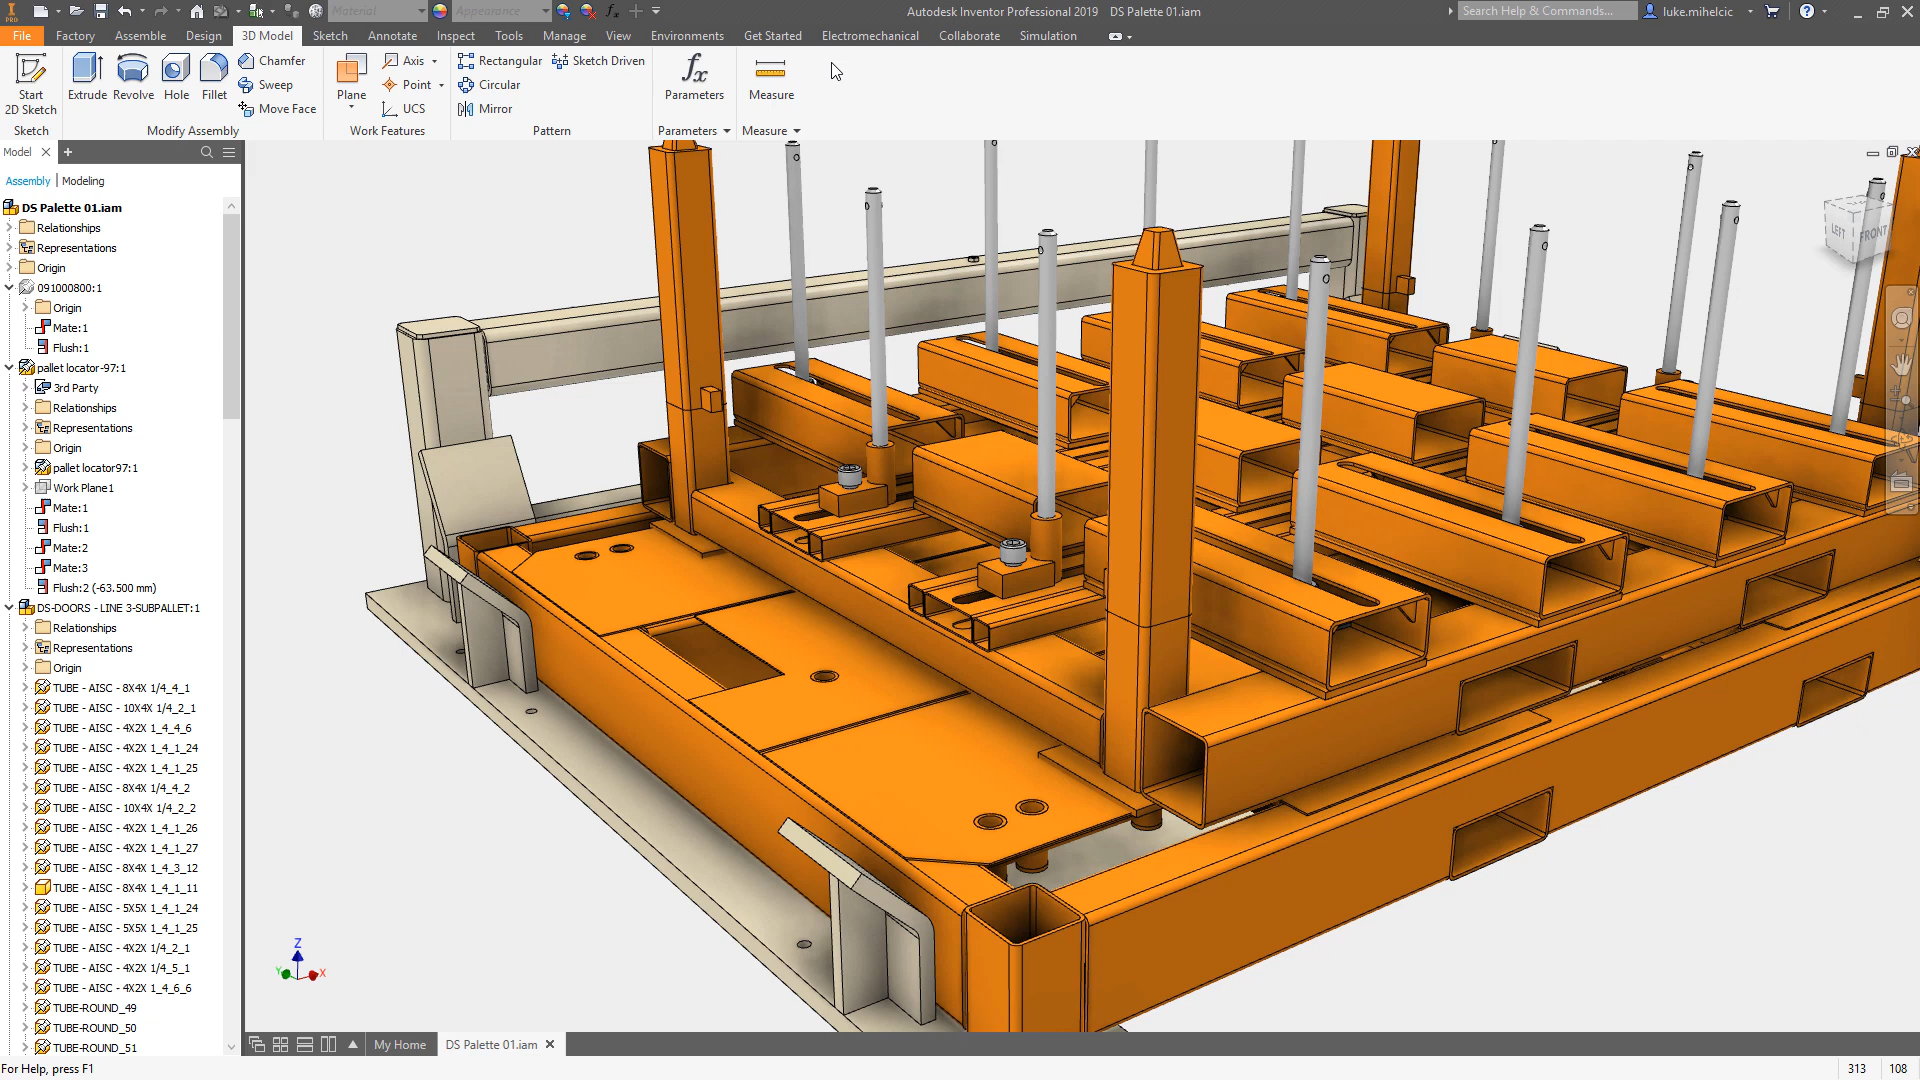 PRO
Material
Appearance
Autodesk Inventor Professional 2019 DS Palette 01.iam
Search Help & Commands...
luke.mihelcic
File
Factory
Assemble
Design
3D Model
Sketch
Annotate
Inspect
Tools
Manage
View
Environments
Get Started
Electromechanical
Collaborate
Simulation
Start
2D Sketch
Extrude
Revolve
Hole
Fillet
Chamfer
Sweep
Move Face
Plane
Axis
Point
UCS
Rectangular
Sketch Driven
Circular
Mirror
fx
Parameters
Measure
Sketch
Modify Assembly
Work Features
Pattern
Parameters
Measure
Model
Assembly
Modeling
DS Palette 01.iam
Relationships
Representations
Origin
091000800:1
Origin
Mate:1
Flush:1
pallet locator-97:1
3rd Party
Relationships
Representations
Origin
pallet locator97:1
Work Plane1
Mate:1
Flush:1
Mate:2
Mate:3
Flush:2 (-63.500 mm)
DS-DOORS - LINE 3-SUBPALLET:1
Relationships
Representations
Origin
TUBE - AISC - 8X4X 1/4_4_1
TUBE - AISC - 10X4X 1/4_2_1
TUBE - AISC - 4X2X 1_4_4_6
TUBE - AISC - 4X2X 1_4_1_24
TUBE - AISC - 4X2X 1_4_1_25
TUBE - AISC - 8X4X 1/4_4_2
TUBE - AISC - 10X4X 1/4_2_2
TUBE - AISC - 4X2X 1_4_1_26
TUBE - AISC - 4X2X 1_4_1_27
TUBE - AISC - 8X4X 1_4_3_12
TUBE - AISC - 8X4X 1_4_1_11
TUBE - AISC - 5X5X 1_4_1_24
TUBE - AISC - 5X5X 1_4_1_25
TUBE - AISC - 4X2X 1/4_2_1
TUBE - AISC - 4X2X 1/4_5_1
TUBE - AISC - 4X2X 1_4_6_6
TUBE-ROUND_49
TUBE-ROUND_50
TUBE-ROUND_51
LEFT
FRONT
Z
Y
X
My Home
DS Palette 01.iam
For Help, press F1
313
108